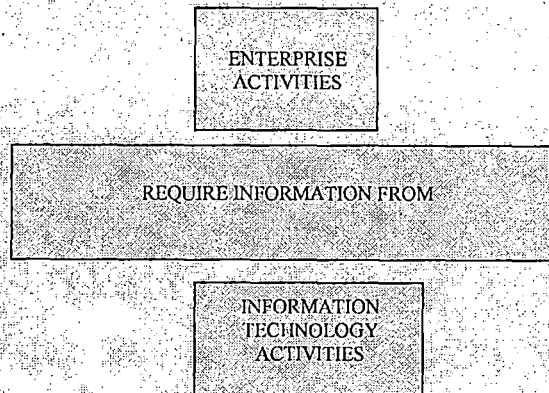 ENTERPRISE
ACTIVITIES
REQUIRE INFORMATION FROM
INFORMATION
TECHNOLOGY
ACTIVITIES